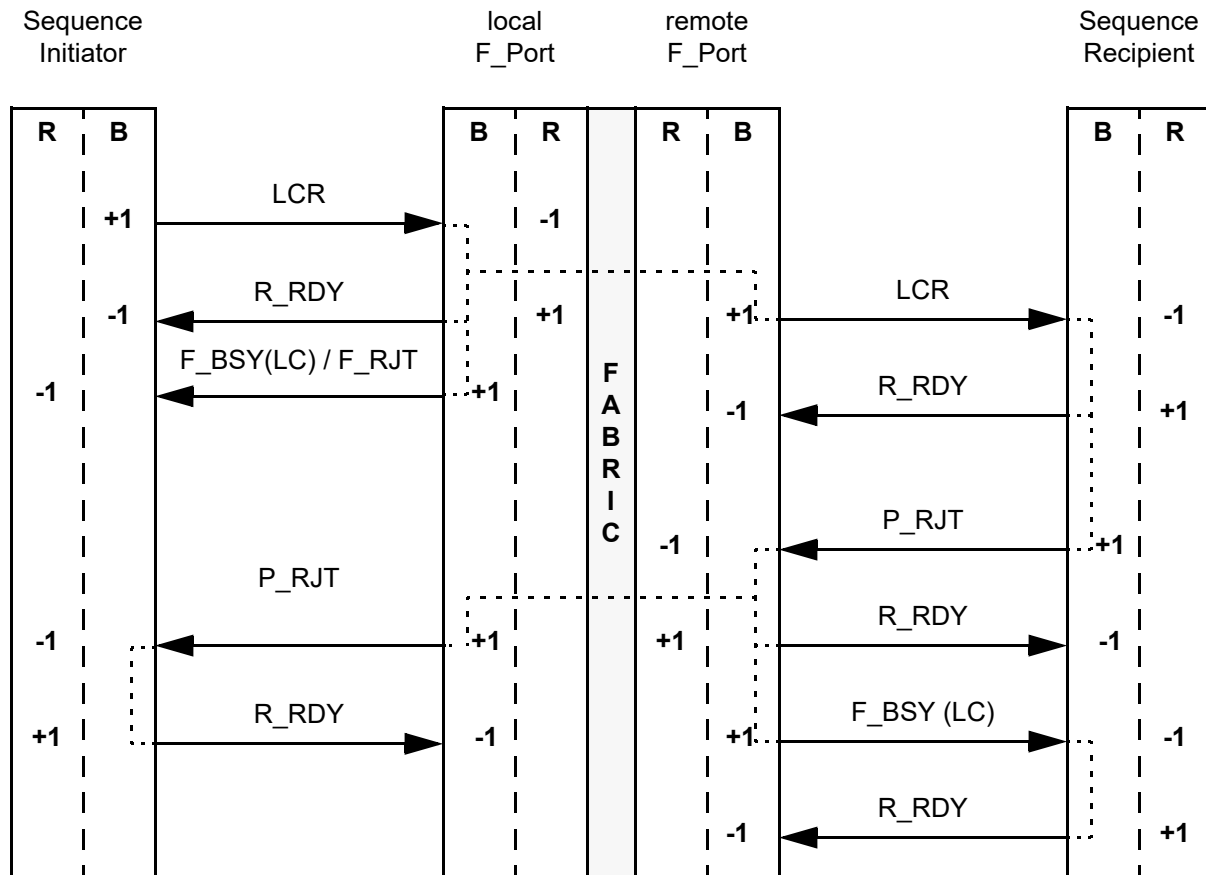 Sequence Initiator
local F_Port
remote F_Port
Sequence Recipient
R B B R R B B R
LCR
+1 -1
R_RDY LCR
-1 +1 +1 -1
F_BSY(LC) / F_RJT
R_RDY
-1 +1 -1 +1
FABRIC
P_RJT
-1 +1
P_RJT
R_RDY
-1 +1 +1 -1
R_RDY F_BSY (LC)
+1 -1 +1 -1
R_RDY
-1 +1